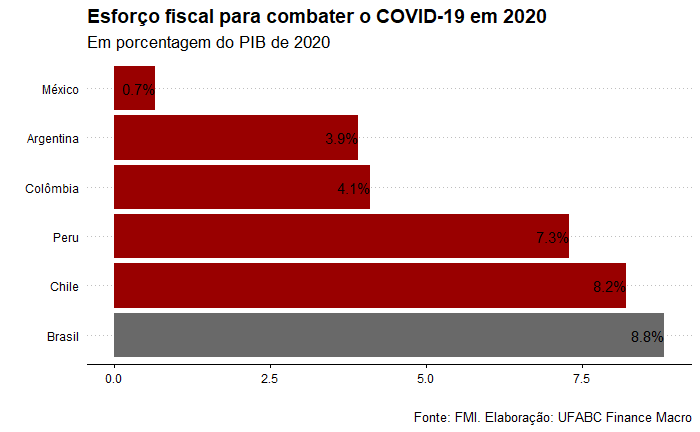 Esforço fiscal para combater o COVID-19 em 2020
Em porcentagem do PIB de 2020
México 0.7%
Argentina 3.9%
Colômbia 4.1%
Peru 7.3%
Chile 8.2%
Brasil 8.8%
0.0 2.5 5.0 7.5
Fonte: FMI. Elaboração: UFABC Finance Macro